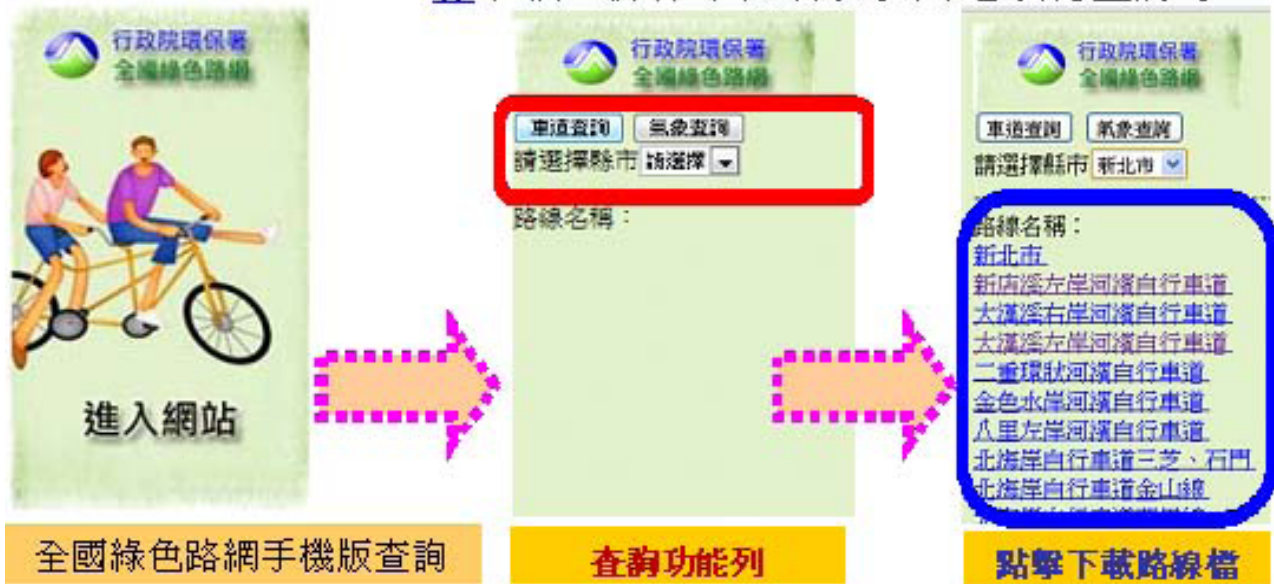 行政院環保署
全國綠色路網
進入網站
全國綠色路網手機版查詢
行政院環保署
全國綠色路網
車道查詢 氣象查詢
請選擇縣市 請選擇
路線名稱：
查詢功能列
行政院環保署
全國綠色路網
車道查詢 氣象查詢
請選擇縣市 新北市
路線名稱：
新北市
新店溪左岸河濱自行車道
大漢溪右岸河濱自行車道
大漢溪左岸河濱自行車道
二重環狀河濱自行車道
金色水岸河濱自行車道
八里左岸河濱自行車道
北海岸自行車道三芝、石門
北海岸自行車道金山線
點擊下載路線檔